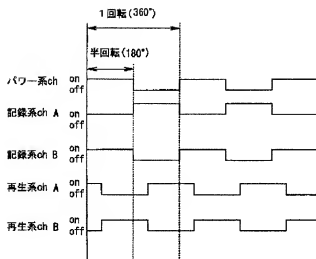 1回転(360°)
半回転(180°)
パワー系ch on
off
記録系ch A on
off
記録系ch B on
off
再生系ch A on
off
再生系ch B on
off